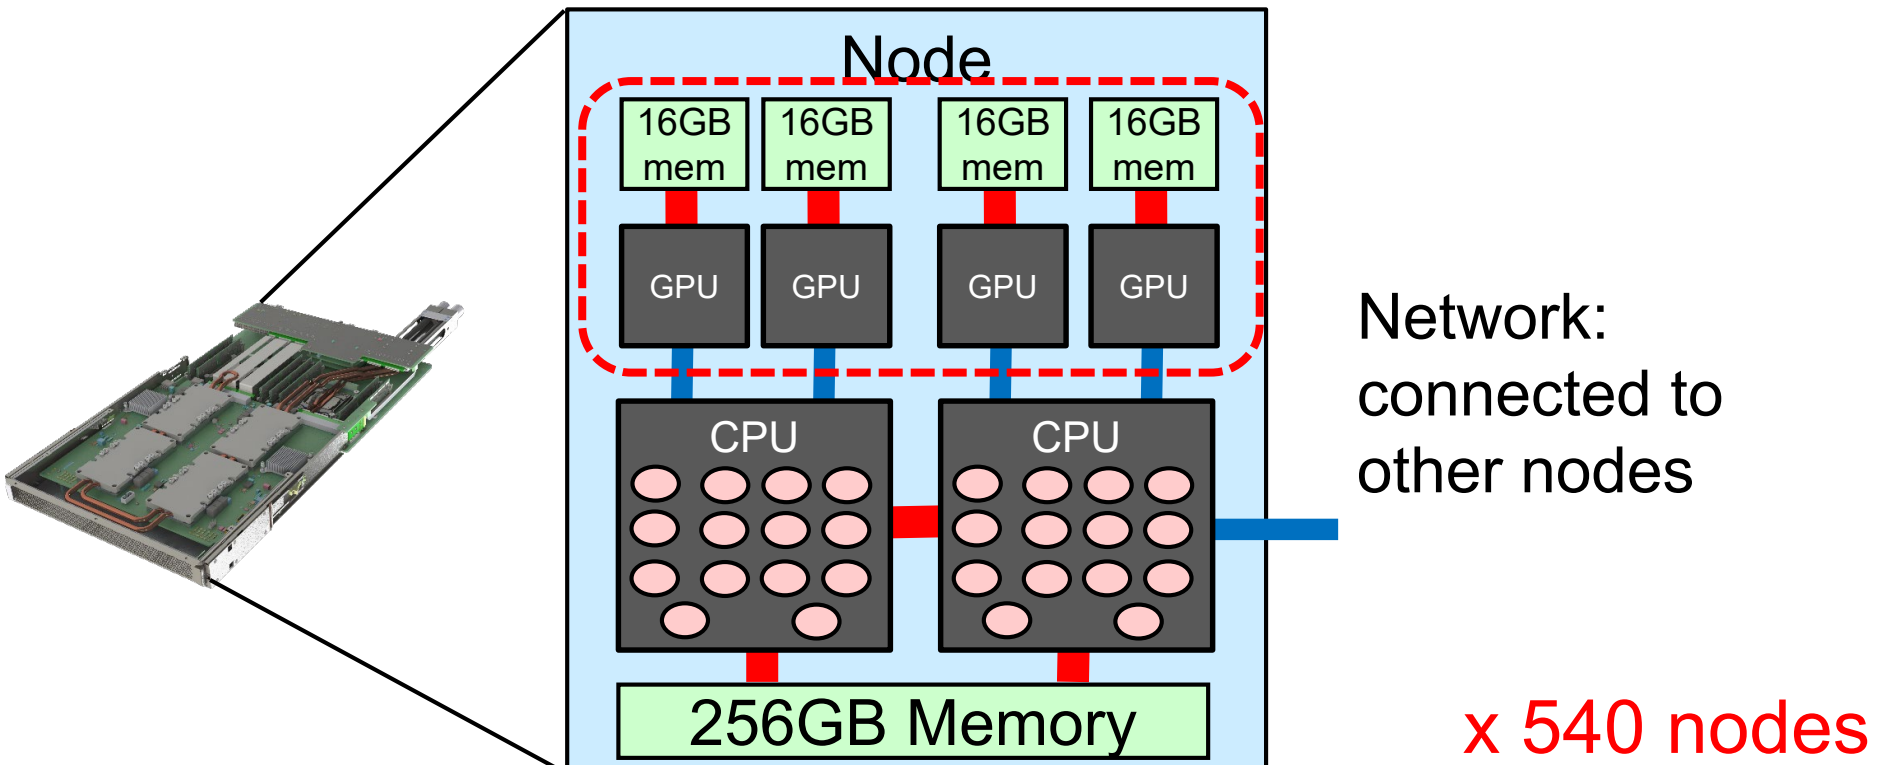 Node
16GB
mem
16GB
mem
16GB
mem
16GB
mem
GPU
GPU
GPU
GPU
CPU
CPU
256GB Memory
Network:
connected to
other nodes
x 540 nodes